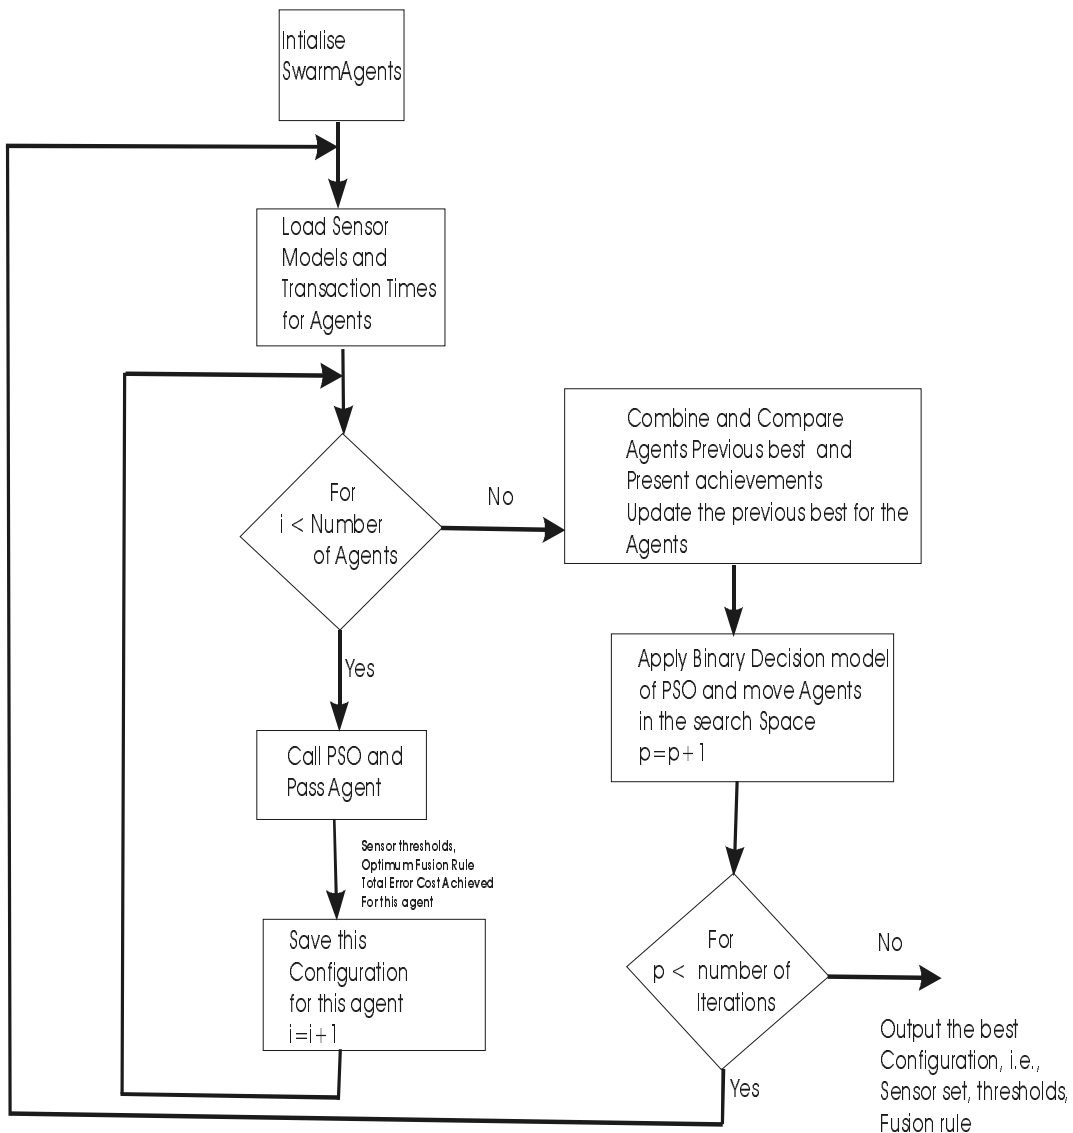 Intialise
SwarmAgents
Load Sensor
Models and
Transaction Times
for Agents
For
i < Number
of Agents
No
Yes
Call PSO and
Pass Agent
Sensor thresholds,
Optimum Fusion Rule
Total Error Cost Achieved
For this agent
Save this
Configuration
for this agent
i=i+1
Combine and Compare
Agents Previous best and
Present achievements
Update the previous best for the
Agents
Apply Binary Decision model
of PSO and move Agents
in the search Space
p=p+1
For
p < number of
Iterations
No
Yes
Output the best
Configuration, i.e.,
Sensor set, thresholds,
Fusion rule